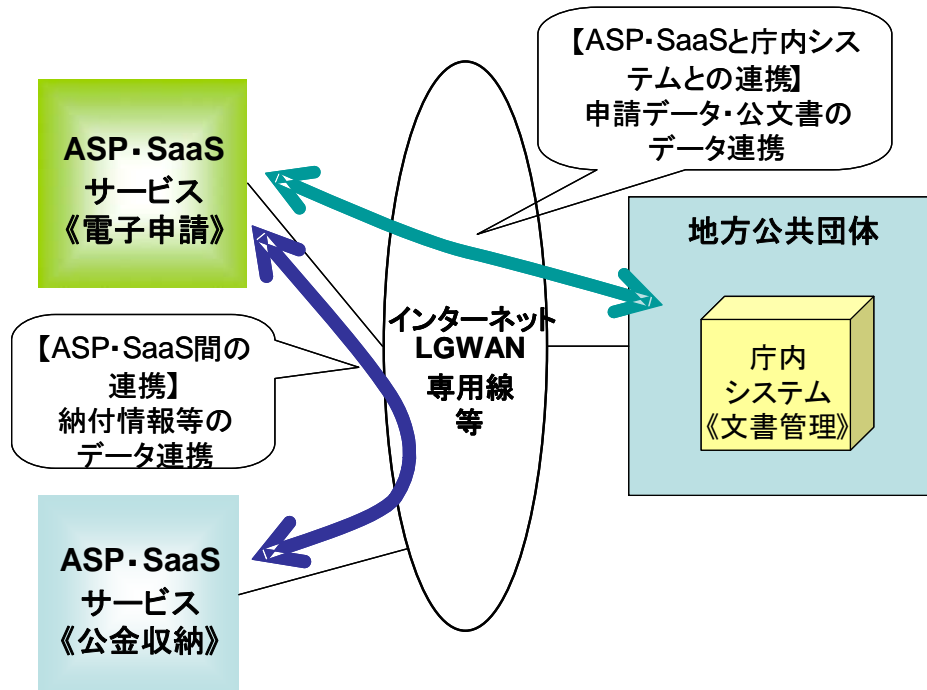 【ASP・SaaSと庁内シス
テムとの連携】
申請データ・公文書の
データ連携
ASP・SaaS
サービス
《電子申請》
地方公共団体
インターネット
LGWAN
専用線
等
【ASP・SaaS間の
連携】
納付情報等の
データ連携
庁内
システム
《文書管理》
ASP・SaaS
サービス
《公金収納》